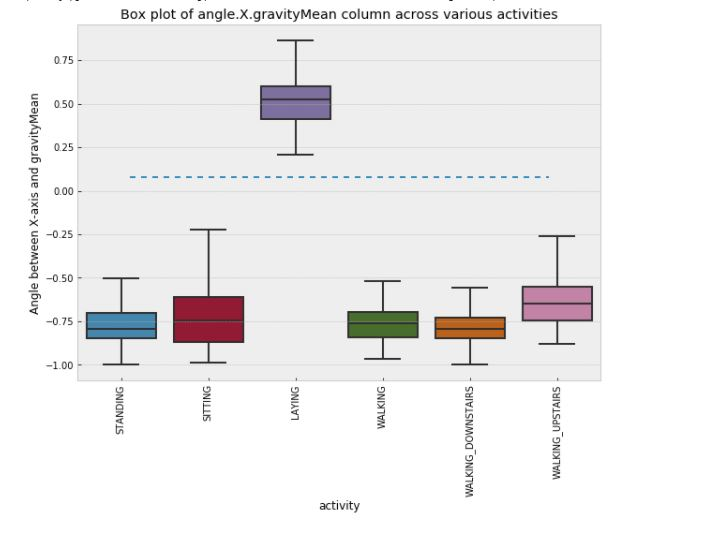 Box plot of angle.X.gravityMean column across various activities
Angle between X-axis and gravityMean
0.75
0.50
0.25
0.00
−0.25
−0.50
−0.75
−1.00
STANDING
SITTING
LAYING
WALKING
WALKING_DOWNSTAIRS
WALKING_UPSTAIRS
activity